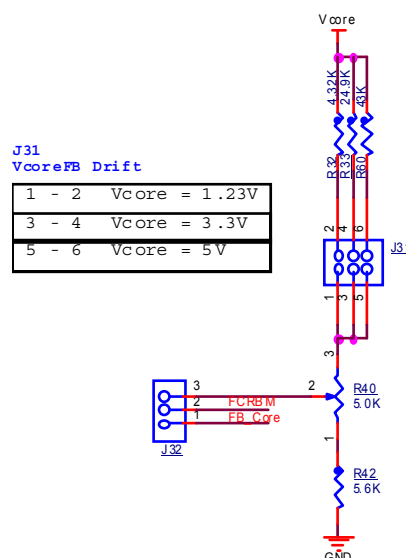 Vcore
4.32K
24.9K
43K
R32
R33
R60
J31
VcoreFB Drift
1 - 2 Vcore = 1.23V
3 - 4 Vcore = 3.3V
5 - 6 Vcore = 5V
2
4
6
J31
1
3
5
3
3
2
R40
5.0K
2
FCRBM
1
FB_Core
J32
1
R42
5.6K
GND